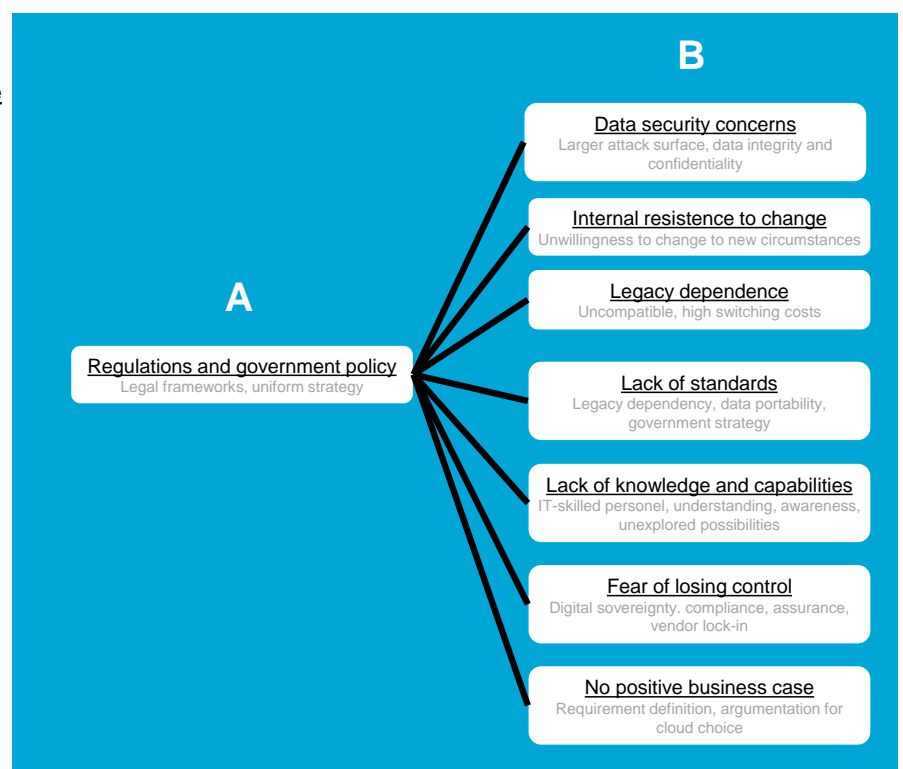 B
Data security concerns
Larger attack surface, data integrity and
confidentiality
Internal resistence to change
Unwillingness to change to new circumstances
Legacy dependence
Uncompatible, high switching costs
A
Regulations and government policy
Legal frameworks, uniform strategy
Lack of standards
Legacy dependency, data portability,
government strategy
Lack of knowledge and capabilities
IT-skilled personel, understanding, awareness,
unexplored possibilities
Fear of losing control
Digital sovereignty. compliance, assurance,
vendor lock-in
No positive business case
Requirement definition, argumentation for
cloud choice